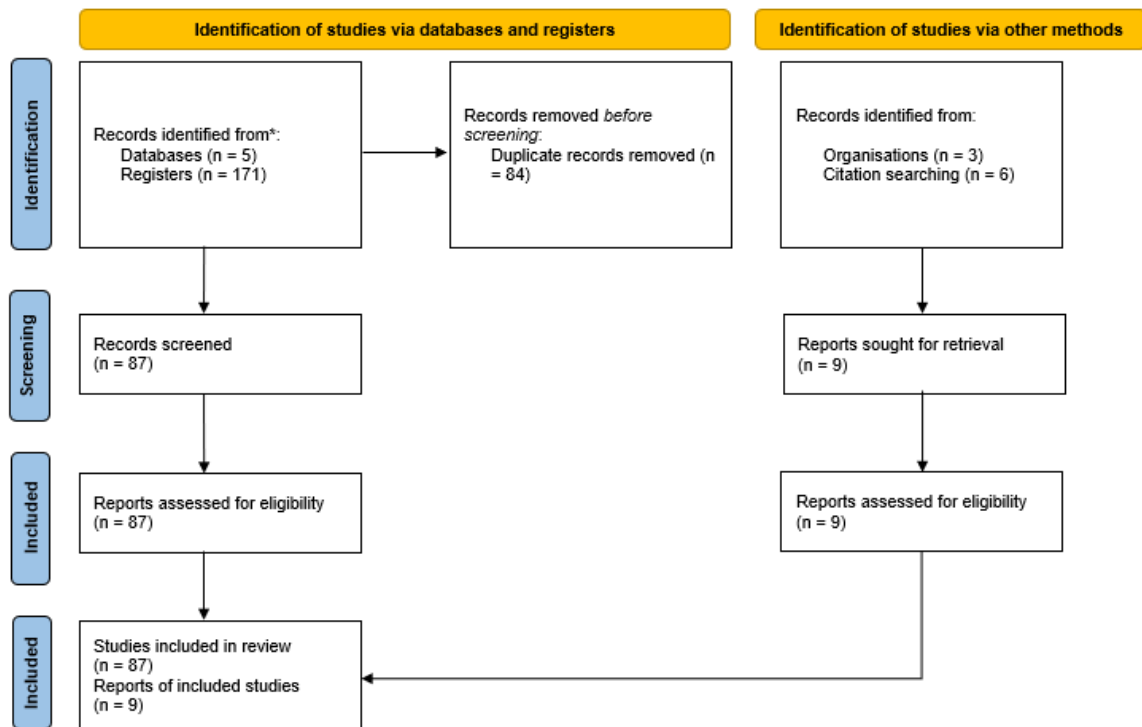 Identification of studies via databases and registers
Identification of studies via other methods
Identification
Records identified from*:
Databases (n = 5)
Registers (n = 171)
Records removed before
screening:
Duplicate records removed (n
= 84)
Records identified from:
Organisations (n = 3)
Citation searching (n = 6)
Screening
Records screened
(n = 87)
Reports sought for retrieval
(n = 9)
Included
Reports assessed for eligibility
(n = 87)
Reports assessed for eligibility
(n = 9)
Included
Studies included in review
(n = 87)
Reports of included studies
(n = 9)